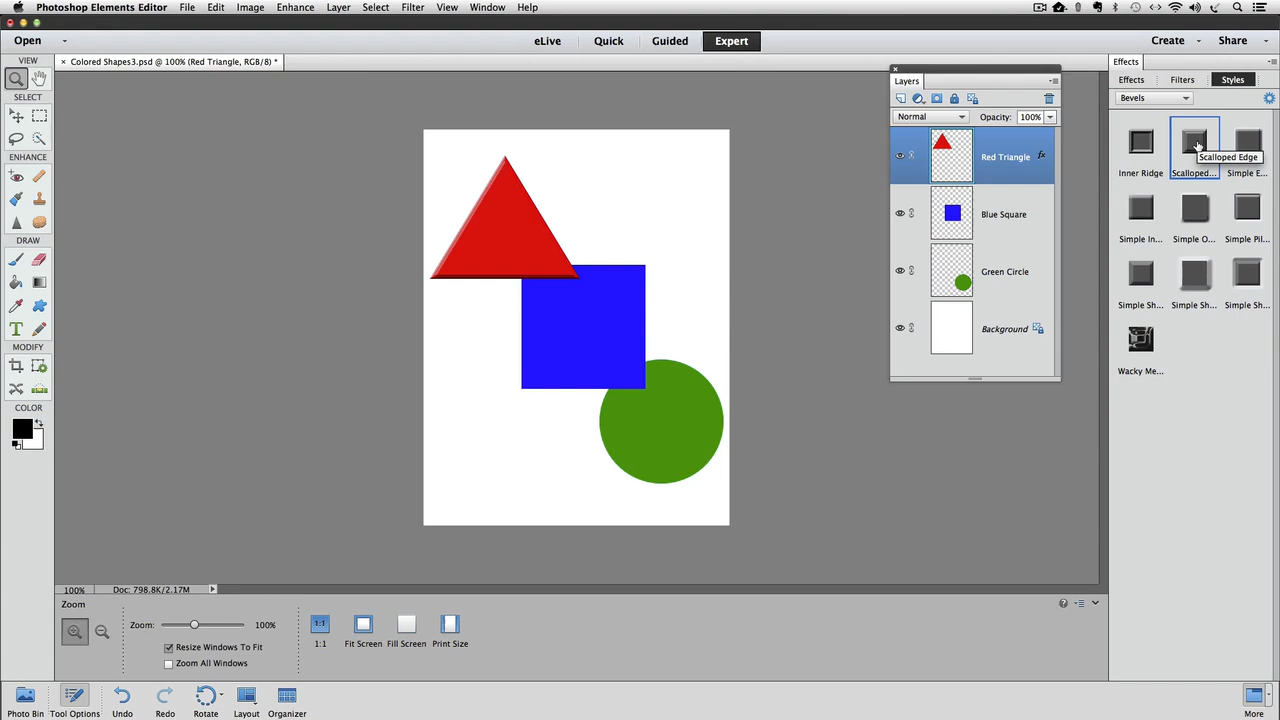 Photoshop Elements Editor File Edit Image Enhance Layer Select Filter View Window Help
Open eLive Quick Guided Expert Create Share
VIEW × Colored Shapes3.psd @ 100% (Red Triangle, RGB/8) * Effects
Layers Effects Filters Styles
SELECT Bevels
Normal Opacity: 100%
ENHANCE
Red Triangle fx Scalloped Edge
Inner Ridge Scalloped... Simple E...
Blue Square
DRAW Simple In... Simple O... Simple Pil...
Green Circle
Simple Sh... Simple Sh... Simple Sh...
T
Background
MODIFY
Wacky Me...
COLOR
100% Doc: 798.8K/2.17M
Zoom
Zoom: 100% 1:1
1:1 Fit Screen Fill Screen Print Size
Resize Windows To Fit
Zoom All Windows
Photo Bin Tool Options Undo Redo Rotate Layout Organizer More